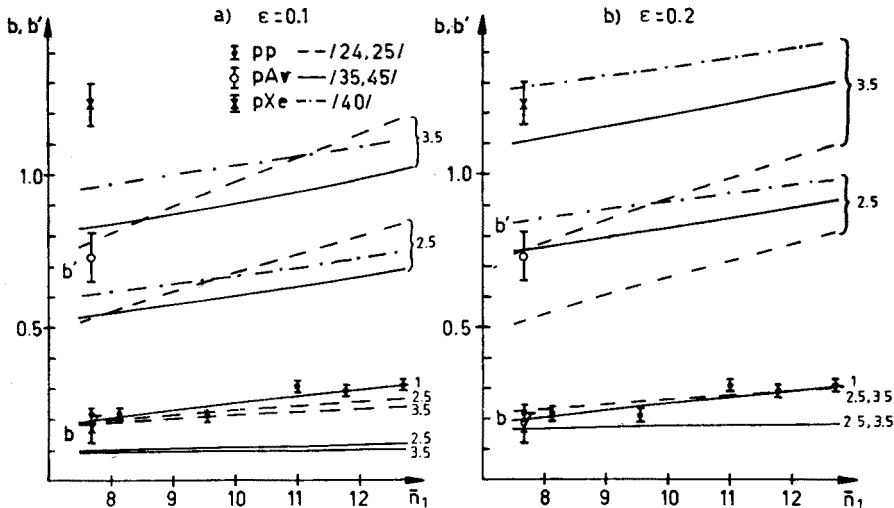 b, b'
a) ε=0.1
b) ε=0.2
b, b'
pp --- /24,25/
pAr — /35,45/
pXe -·-·- /40/
1.0
0.5
3.5
2.5
b'
b
1
2.5
3.5
2.5
3.5
8 9 10 11 12 n̄₁
1.0
0.5
3.5
2.5
b'
b
1
2.5, 3.5
2.5, 3.5
8 9 10 11 12 n̄₁